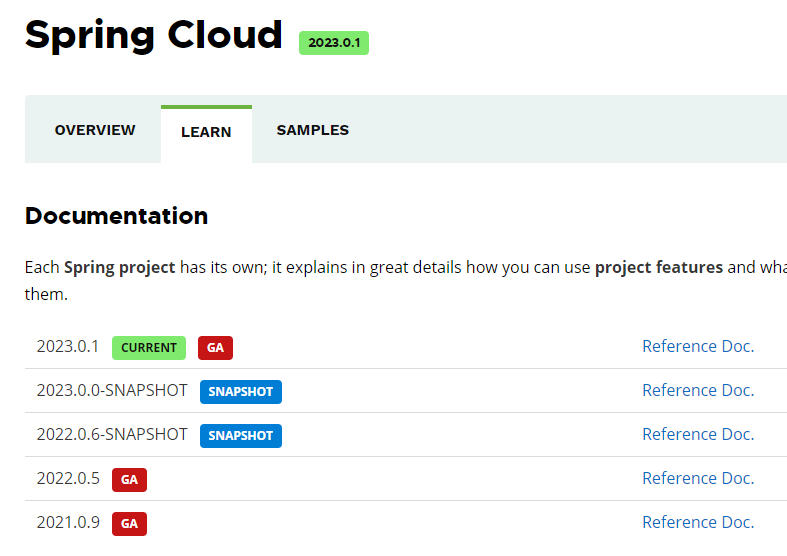 Spring Cloud 2023.0.1
OVERVIEW LEARN SAMPLES
Documentation
Each Spring project has its own; it explains in great details how you can use project features and
them.
2023.0.1 CURRENT GA Reference Doc.
2023.0.0-SNAPSHOT SNAPSHOT Reference Doc.
2022.0.6-SNAPSHOT SNAPSHOT Reference Doc.
2022.0.5 GA Reference Doc.
2021.0.9 GA Reference Doc.